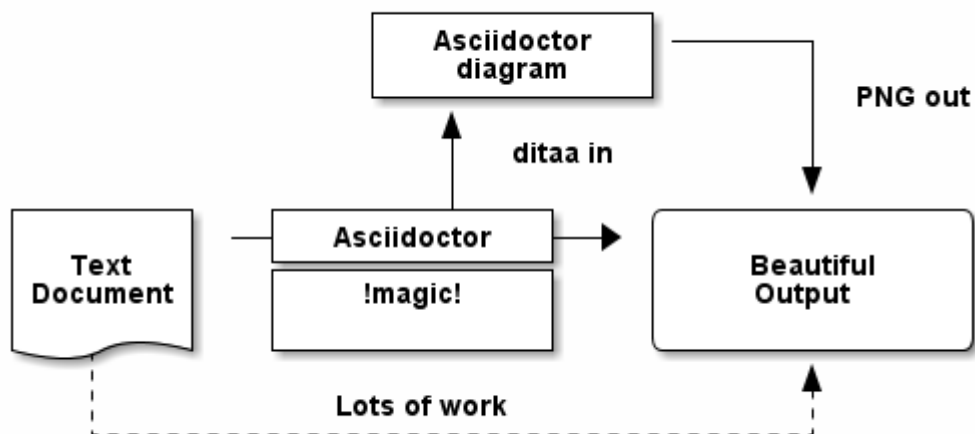 Asciidoctor
diagram
PNG out
ditaa in
Text
Document
Asciidoctor
!magic!
Beautiful
Output
Lots of work